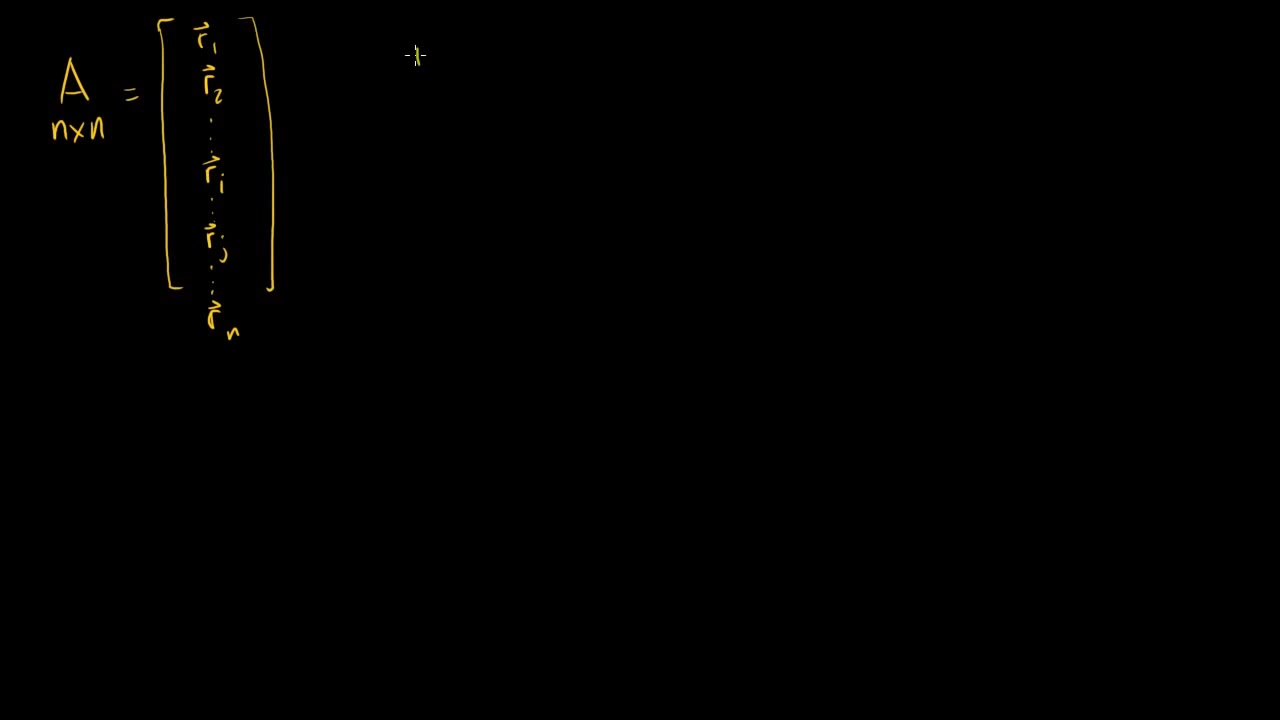 A = [ r⃗₁
n×n
r⃗₂
.
.
r⃗ᵢ
.
.
r⃗ⱼ
.
.
r⃗ₙ ]